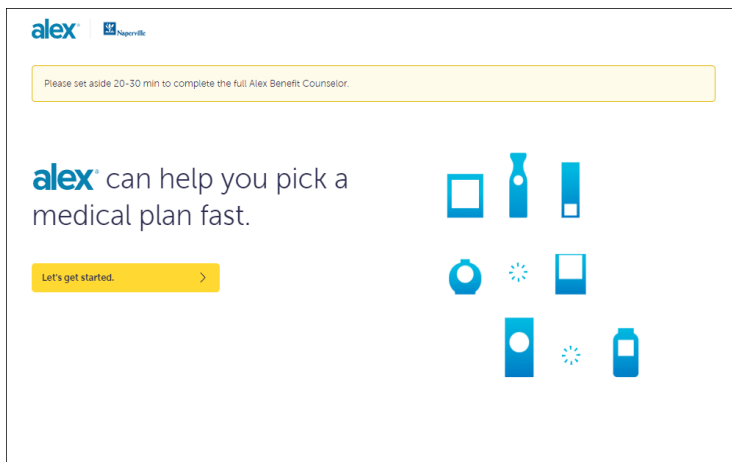 alex®
Naperville
Please set aside 20-30 min to complete the full Alex Benefit Counselor.
alex® can help you pick a
medical plan fast.
Let's get started.